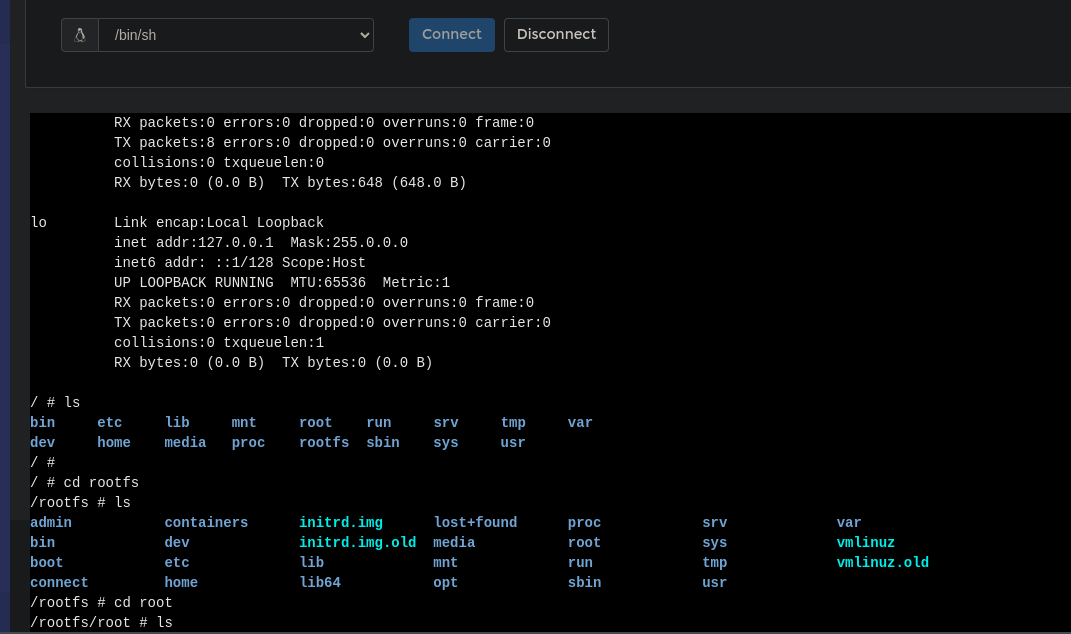 /bin/sh Connect Disconnect
RX packets:0 errors:0 dropped:0 overruns:0 frame:0
TX packets:8 errors:0 dropped:0 overruns:0 carrier:0
collisions:0 txqueuelen:0
RX bytes:0 (0.0 B)  TX bytes:648 (648.0 B)
lo        Link encap:Local Loopback
inet addr:127.0.0.1  Mask:255.0.0.0
inet6 addr: ::1/128 Scope:Host
UP LOOPBACK RUNNING  MTU:65536  Metric:1
RX packets:0 errors:0 dropped:0 overruns:0 frame:0
TX packets:0 errors:0 dropped:0 overruns:0 carrier:0
collisions:0 txqueuelen:1
RX bytes:0 (0.0 B)  TX bytes:0 (0.0 B)
/ # ls
bin     etc     lib     mnt     root    run     srv     tmp     var
dev     home    media   proc    rootfs  sbin    sys     usr
/ #
/ # cd rootfs
/rootfs # ls
admin           containers      initrd.img      lost+found      proc            srv             var
bin             dev             initrd.img.old  media           root            sys             vmlinuz
boot            etc             lib             mnt             run             tmp             vmlinuz.old
connect         home            lib64           opt             sbin            usr
/rootfs # cd root
/rootfs/root # ls